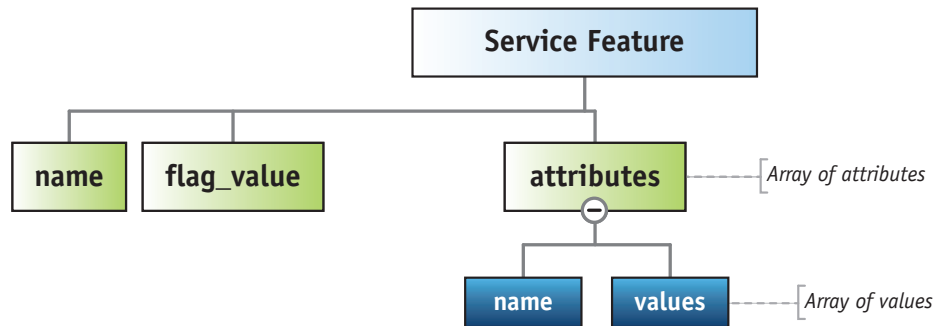 Service Feature
name
flag_value
attributes
Array of attributes
name
values
Array of values